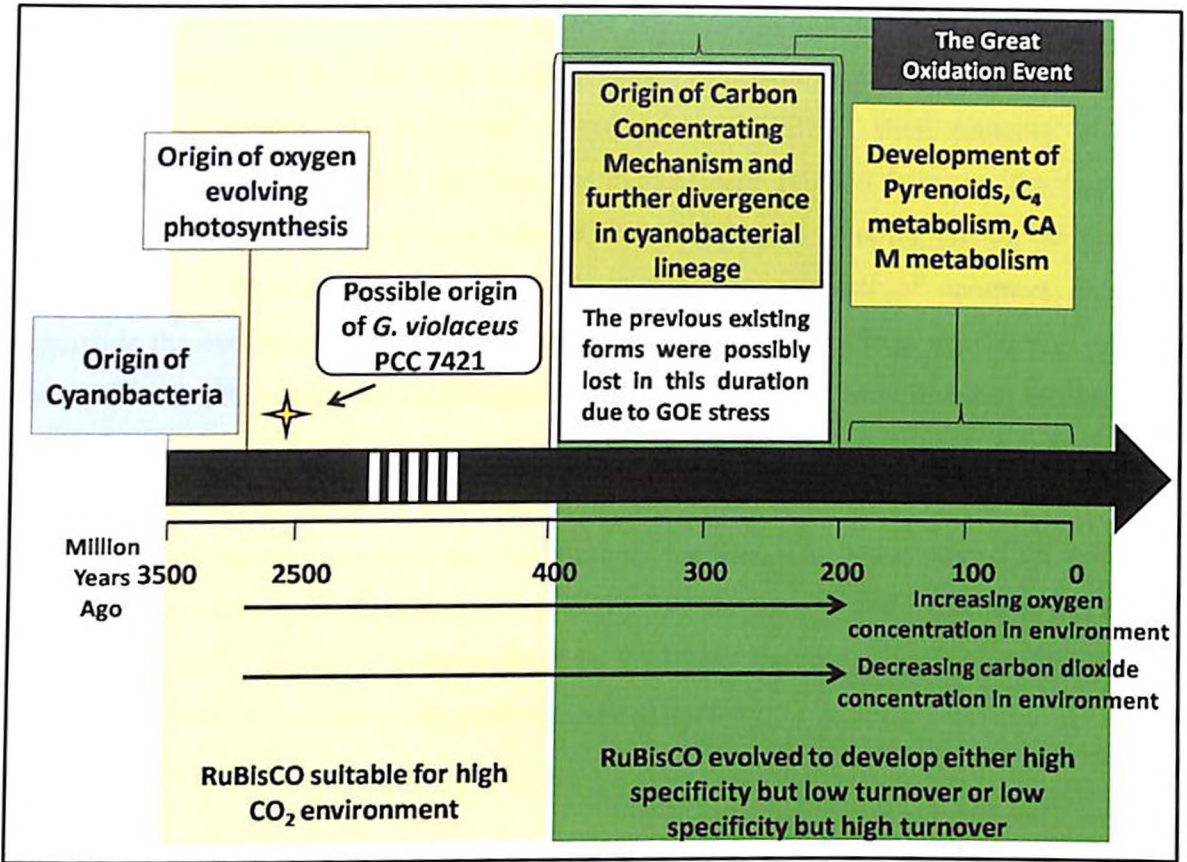 The Great
Oxidation Event
Origin of Carbon
Concentrating
Mechanism and
further divergence
in cyanobacterial
lineage
The previous existing
forms were possibly
lost in this duration
due to GOE stress
Development of
Pyrenoids, C₄
metabolism, CA
M metabolism
Origin of oxygen
evolving
photosynthesis
Possible origin
of G. violaceus
PCC 7421
Origin of
Cyanobacteria
Million
Years
Ago
3500 2500 400 300 200 100 0
Increasing oxygen
concentration in environment
Decreasing carbon dioxide
concentration in environment
RuBisCO suitable for high
CO₂ environment
RuBisCO evolved to develop either high
specificity but low turnover or low
specificity but high turnover